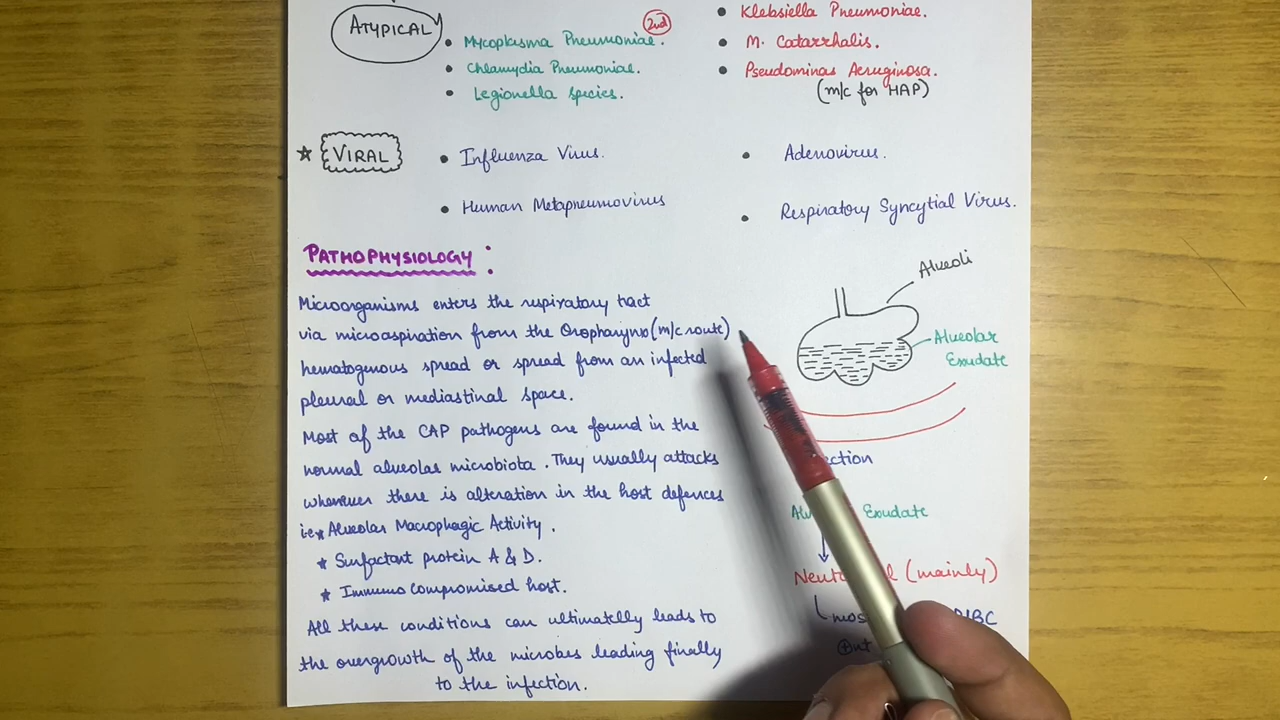 ATYPICAL
2nd
Mycoplasma Pneumoniae.
Chlamydia Pneumoniae.
Legionella Species.
Klebsiella Pneumoniae.
M. Catarrhalis.
Pseudominas Aeruginosa.
(m/c for HAP)
VIRAL
Influenza Virus.
Adenovirus.
Human Metapneumovirus
Respiratory Syncytial Virus.
PATHOPHYSIOLOGY :
Microorganisms enters the respiratory tract
via microaspiration from the Oropharynx (m/c route)
hematogenous spread or spread from an infected
pleural or mediastinal space.
Most of the CAP pathogens are found in the
normal alveolar microbiota. They usually attacks
whenever there is alteration in the host defences
i.e * Alveolar Macrophagic Activity.
* Surfactant protein A & D.
* Immuno compromised host.
All these conditions can ultimatelly leads to
the overgrowth of the microbes leading finally
to the infection.
Alveoli
Alveolar
Exudate
Exudate
(mainly)